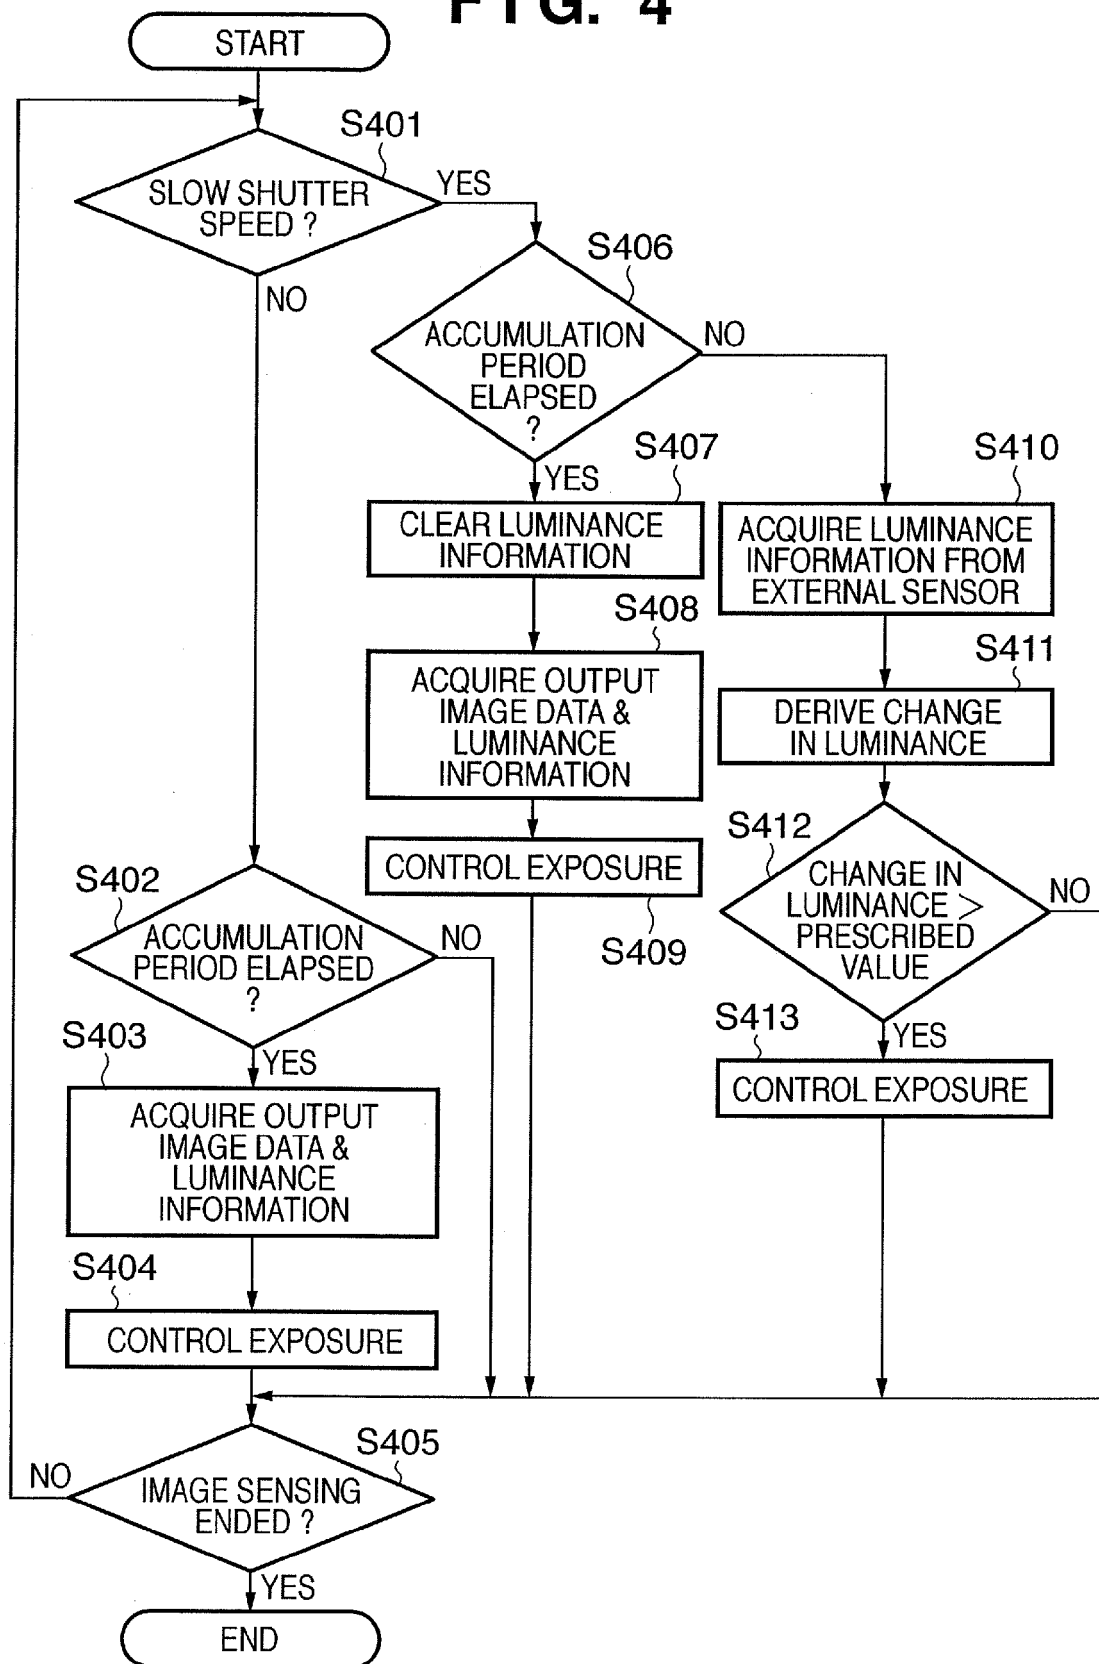 FIG. 4
START
S401
SLOW SHUTTER
SPEED ?
YES
NO
S406
ACCUMULATION
PERIOD
ELAPSED
?
NO
YES
S407
CLEAR LUMINANCE
INFORMATION
S408
ACQUIRE OUTPUT
IMAGE DATA &
LUMINANCE
INFORMATION
CONTROL EXPOSURE
S409
S410
ACQUIRE LUMINANCE
INFORMATION FROM
EXTERNAL SENSOR
S411
DERIVE CHANGE
IN LUMINANCE
S412
CHANGE IN
LUMINANCE >
PRESCRIBED
VALUE
NO
YES
S413
CONTROL EXPOSURE
S402
ACCUMULATION
PERIOD ELAPSED
?
NO
YES
S403
ACQUIRE OUTPUT
IMAGE DATA &
LUMINANCE
INFORMATION
S404
CONTROL EXPOSURE
S405
IMAGE SENSING
ENDED ?
NO
YES
END